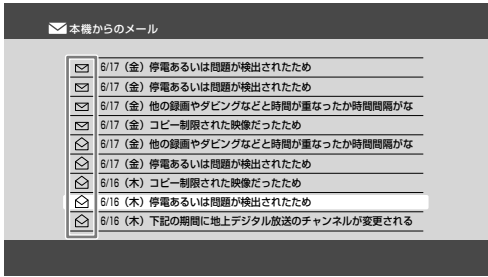 本機からのメール
6/17（金）停電あるいは問題が検出されたため
6/17（金）停電あるいは問題が検出されたため
6/17（金）他の録画やダビングなどと時間が重なったか時間間隔がな
6/17（金）コピー制限された映像だったため
6/17（金）他の録画やダビングなどと時間が重なったか時間間隔がな
6/17（金）停電あるいは問題が検出されたため
6/16（木）コピー制限された映像だったため
6/16（木）停電あるいは問題が検出されたため
6/16（木）下記の期間に地上デジタル放送のチャンネルが変更される